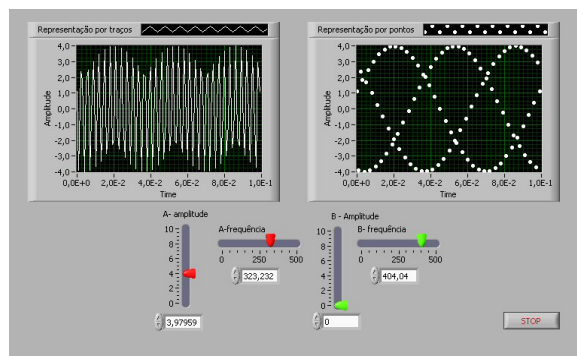 Representação por traços
Representação por pontos
Amplitude
4,0
3,0
2,0
1,0
0,0
-1,0
-2,0
-3,0
-4,0
0,0E+0 2,0E-2 4,0E-2 6,0E-2 8,0E-2 1,0E-1
Time
Amplitude
4,0
3,0
2,0
1,0
0,0
-1,0
-2,0
-3,0
-4,0
0,0E+0 2,0E-2 4,0E-2 6,0E-2 8,0E-2 1,0E-1
Time
A- amplitude
10
8
6
4
2
0
3,97959
A-frequência
0 250 500
323,232
B - Amplitude
10
8
6
4
2
0
0
B- frequência
0 250 500
404,04
STOP